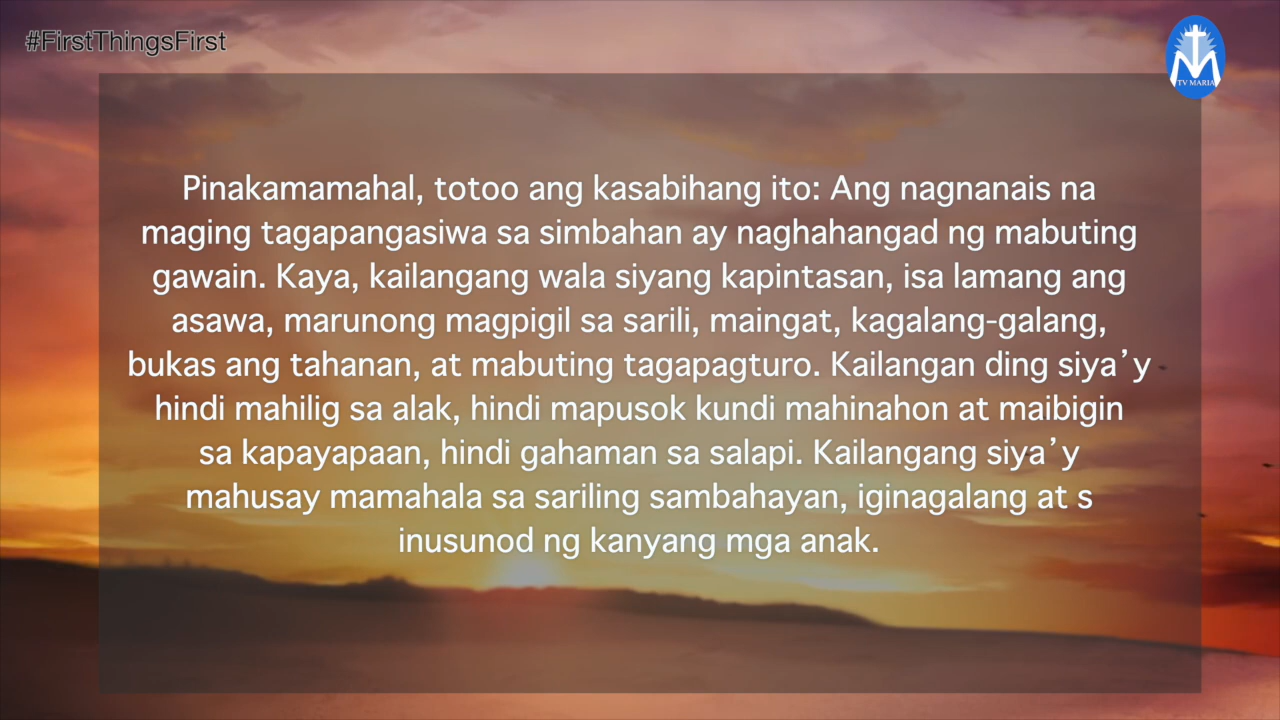 #FirstThingsFirst
TV MARIA
Pinakamamahal, totoo ang kasabihang ito: Ang nagnanais na
maging tagapangasiwa sa simbahan ay naghahangad ng mabuting
gawain. Kaya, kailangang wala siyang kapintasan, isa lamang ang
asawa, marunong magpigil sa sarili, maingat, kagalang-galang,
bukas ang tahanan, at mabuting tagapagturo. Kailangan ding siya’y
hindi mahilig sa alak, hindi mapusok kundi mahinahon at maibigin
sa kapayapaan, hindi gahaman sa salapi. Kailangang siya’y
mahusay mamahala sa sariling sambahayan, iginagalang at s
inusunod ng kanyang mga anak.